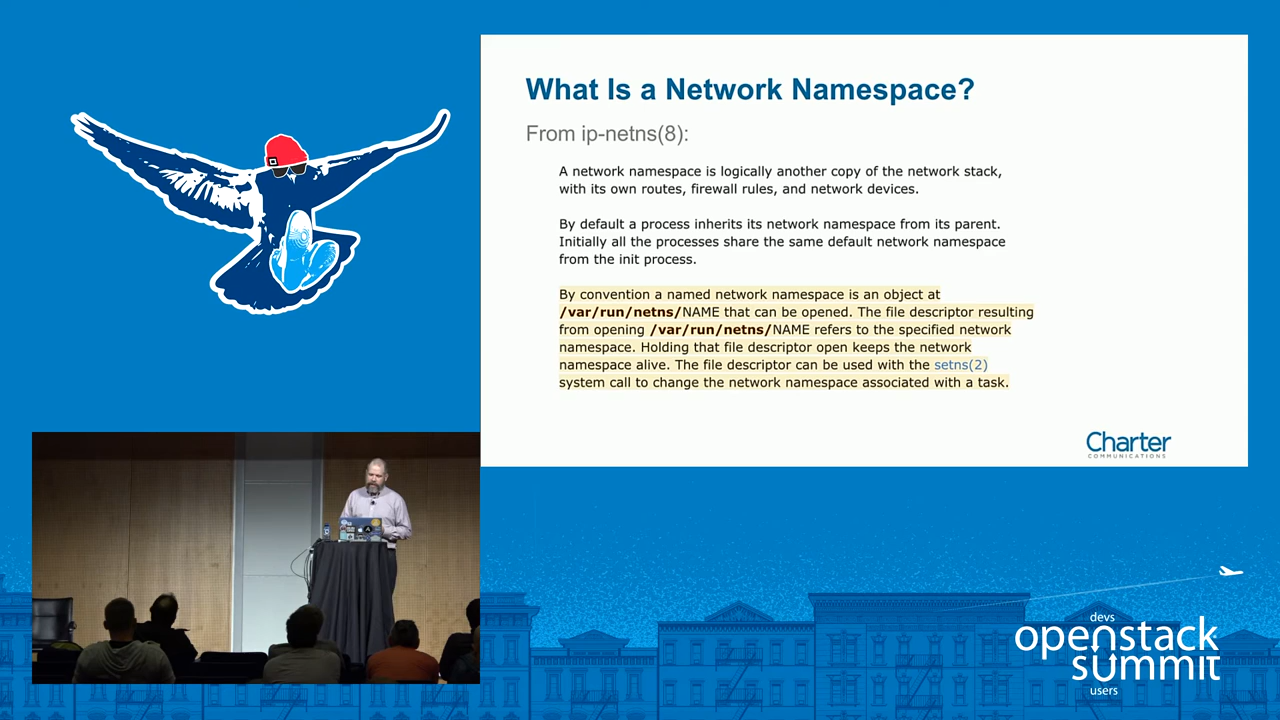 What Is a Network Namespace?
From ip-netns(8):
A network namespace is logically another copy of the network stack,
with its own routes, firewall rules, and network devices.
By default a process inherits its network namespace from its parent.
Initially all the processes share the same default network namespace
from the init process.
By convention a named network namespace is an object at
/var/run/netns/NAME that can be opened. The file descriptor resulting
from opening /var/run/netns/NAME refers to the specified network
namespace. Holding that file descriptor open keeps the network
namespace alive. The file descriptor can be used with the setns(2)
system call to change the network namespace associated with a task.
Charter
COMMUNICATIONS
devs
openstack
summit
users